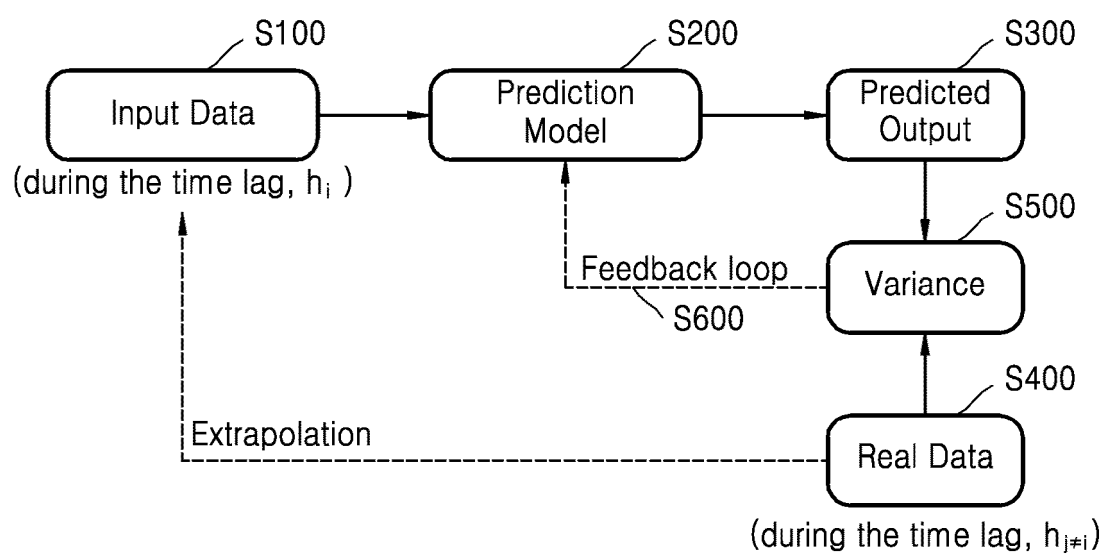 S100
S200
S300
Input Data
Prediction
Model
Predicted
Output
(during the time lag, hᵢ )
S500
Feedback loop
Variance
S600
S400
Extrapolation
Real Data
(during the time lag, hⱼ≠ᵢ)